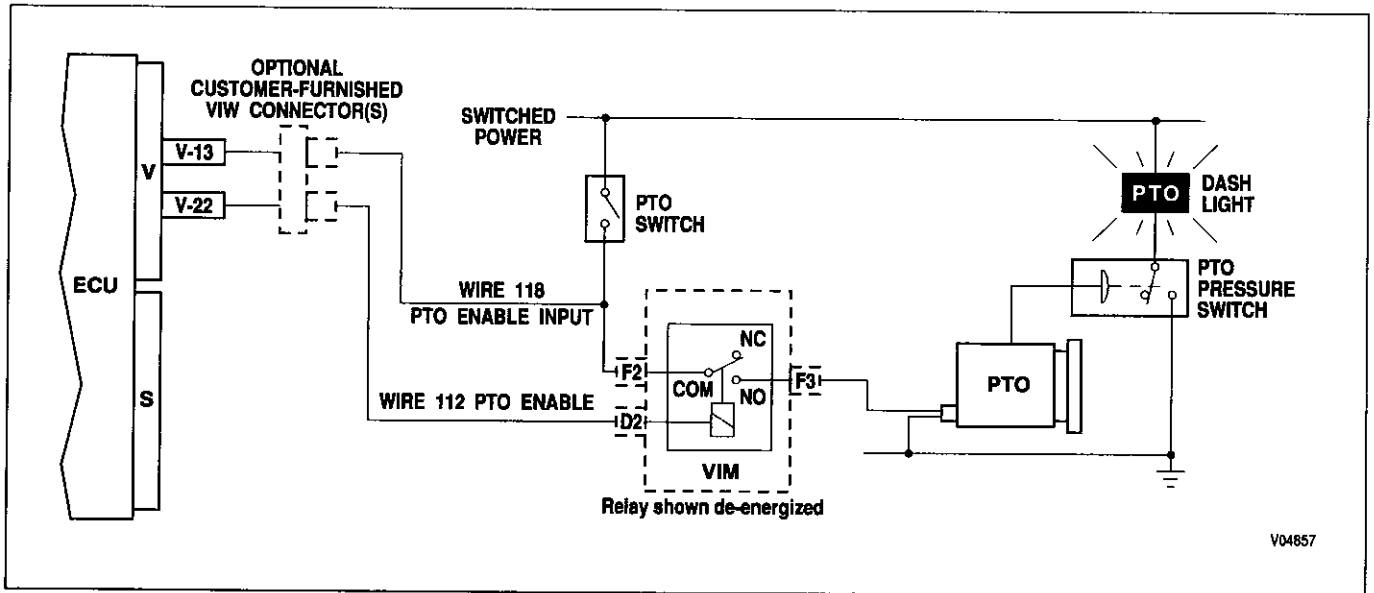 OPTIONAL
CUSTOMER-FURNISHED
VIW CONNECTOR(S)
SWITCHED
POWER
V-13
V
V-22
PTO
SWITCH
PTO
DASH
LIGHT
ECU
WIRE 118
PTO ENABLE INPUT
PTO
PRESSURE
SWITCH
NC
F2
COM
NO
F3
PTO
S
WIRE 112 PTO ENABLE
D2
VIM
Relay shown de-energized
V04857